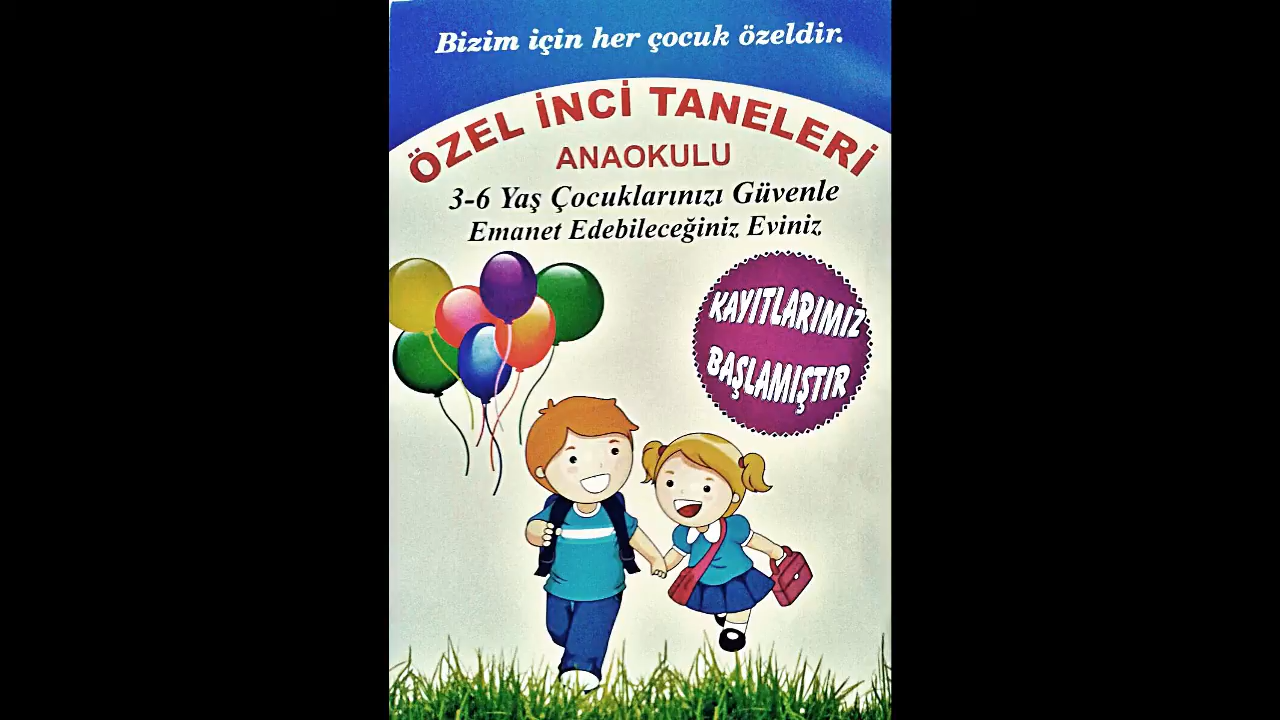 Bizim için her çocuk özeldir.
ÖZEL İNCİ TANELERİ
ANAOKULU
3-6 Yaş Çocuklarınızı Güvenle
Emanet Edebileceğiniz Eviniz
KAYITLARIMIZ
BAŞLAMIŞTIR